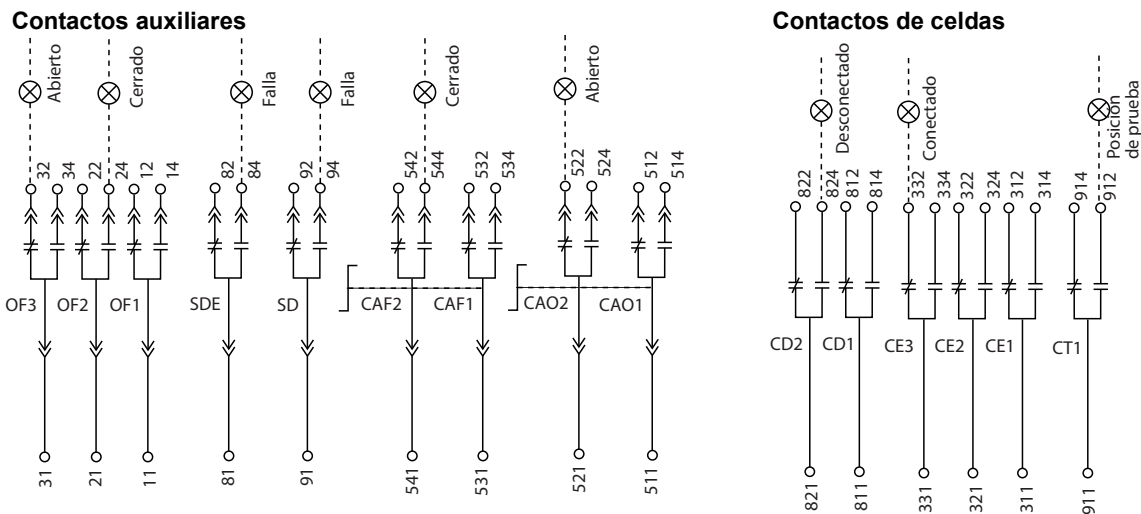 Contactos auxiliares
Contactos de celdas
Abierto
Cerrado
Falla
Falla
Cerrado
Abierto
Desconectado
Conectado
Posición
de prueba
32
34
22
24
12
14
82
84
92
94
542
544
532
534
522
524
512
514
822
824
812
814
332
334
322
324
312
314
914
912
OF3
OF2
OF1
SDE
SD
CAF2
CAF1
CAO2
CAO1
CD2
CD1
CE3
CE2
CE1
CT1
31
21
11
81
91
541
531
521
511
821
811
331
321
311
911